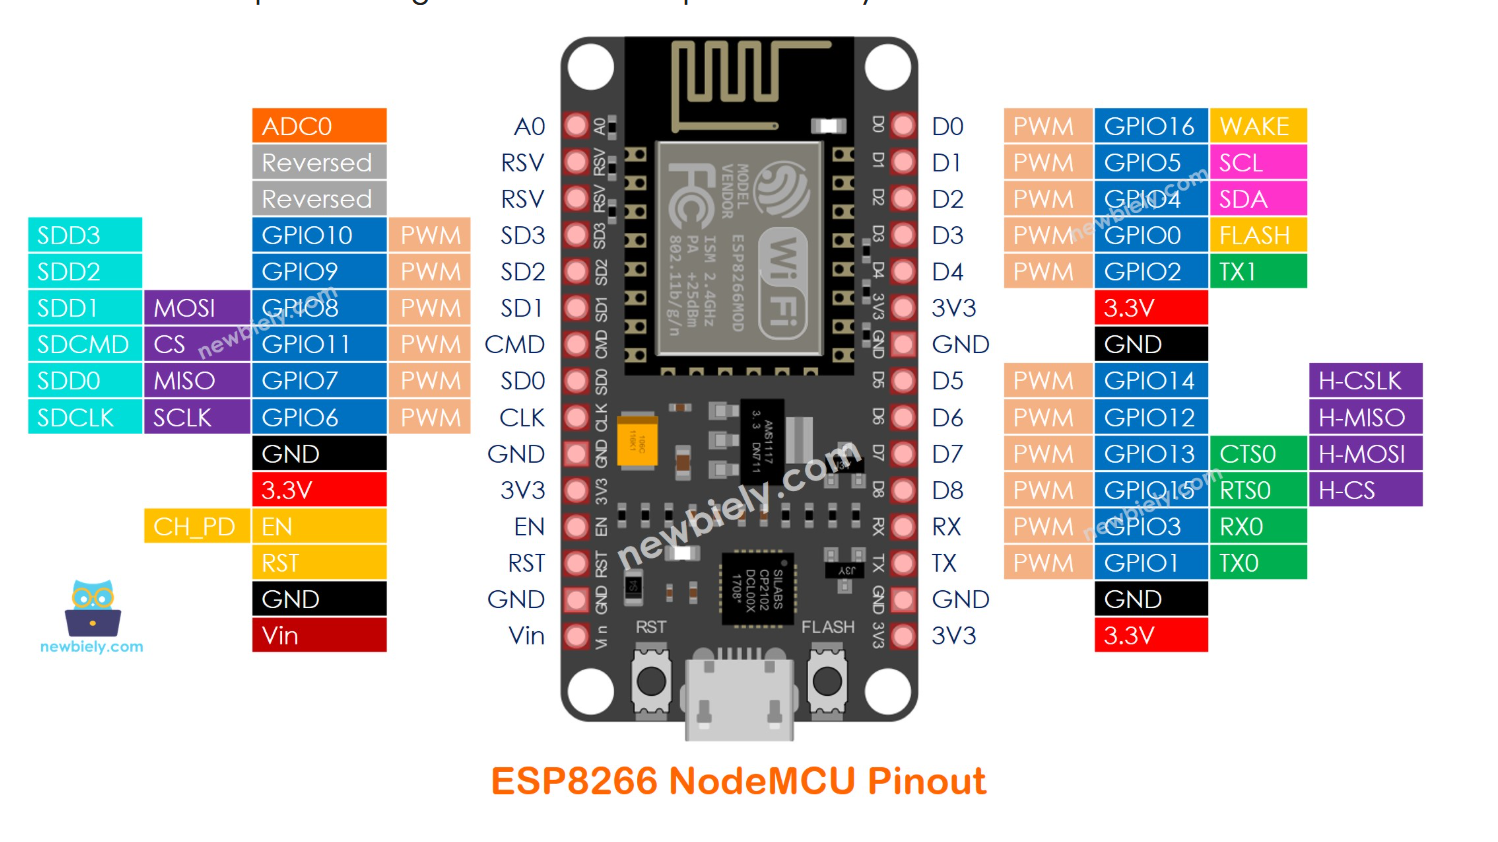 ADC0 A0 A0 D0 D0 PWM GPIO16 WAKE
Reversed RSV RSV D1 D1 PWM GPIO5 SCL
Reversed RSV RSV D2 D2 PWM GPIO4 SDA
SDD3 GPIO10 PWM SD3 SD3 D3 D3 PWM GPIO0 FLASH
SDD2 GPIO9 PWM SD2 SD2 D4 D4 PWM GPIO2 TX1
SDD1 MOSI GPIO8 PWM SD1 SD1 3V3 3V3 3.3V
SDCMD CS GPIO11 PWM CMD CMD GND GND GND
SDD0 MISO GPIO7 PWM SD0 SD0 D5 D5 PWM GPIO14 H-CSLK
SDCLK SCLK GPIO6 PWM CLK CLK D6 D6 PWM GPIO12 H-MISO
GND GND GND D7 D7 PWM GPIO13 CTS0 H-MOSI
3.3V 3V3 3V3 D8 D8 PWM GPIO15 RTS0 H-CS
CH_PD EN EN EN RX RX PWM GPIO3 RX0
RST RST RST TX TX PWM GPIO1 TX0
GND GND GND GND GND GND
Vin Vin Vin 3V3 3V3 3.3V
MODEL
VENDOR
ESP8266MOD
ISM 2.4GHz
PA +25dBm
802.11b/g/n
FCC
WiFi
AMS1117
3.3 DN711
SILABS
CP2102
DCL00X
1708*
J3Y
RST
FLASH
newbiely.com
newbiely.com
newbiely.com
newbiely.com
newbiely.com
ESP8266 NodeMCU Pinout